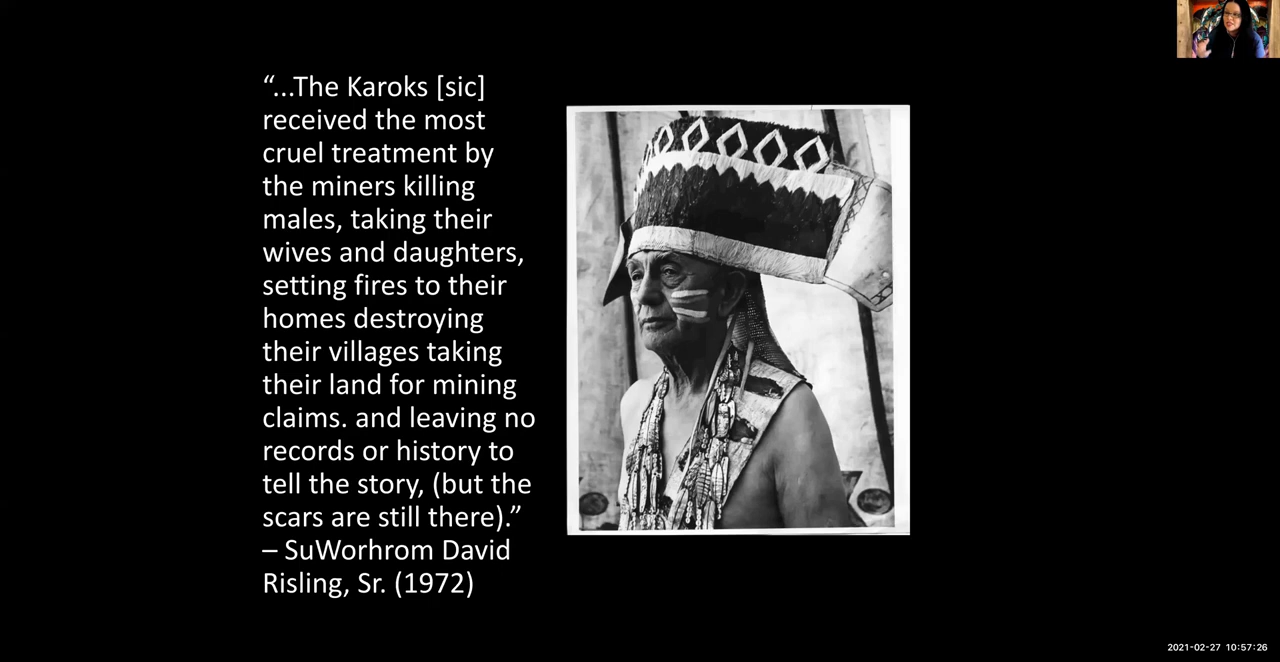 “...The Karoks [sic]
received the most
cruel treatment by
the miners killing
males, taking their
wives and daughters,
setting fires to their
homes destroying
their villages taking
their land for mining
claims. and leaving no
records or history to
tell the story, (but the
scars are still there).”
– SuWorhrom David
Risling, Sr. (1972)
2021-02-27 10:57:26